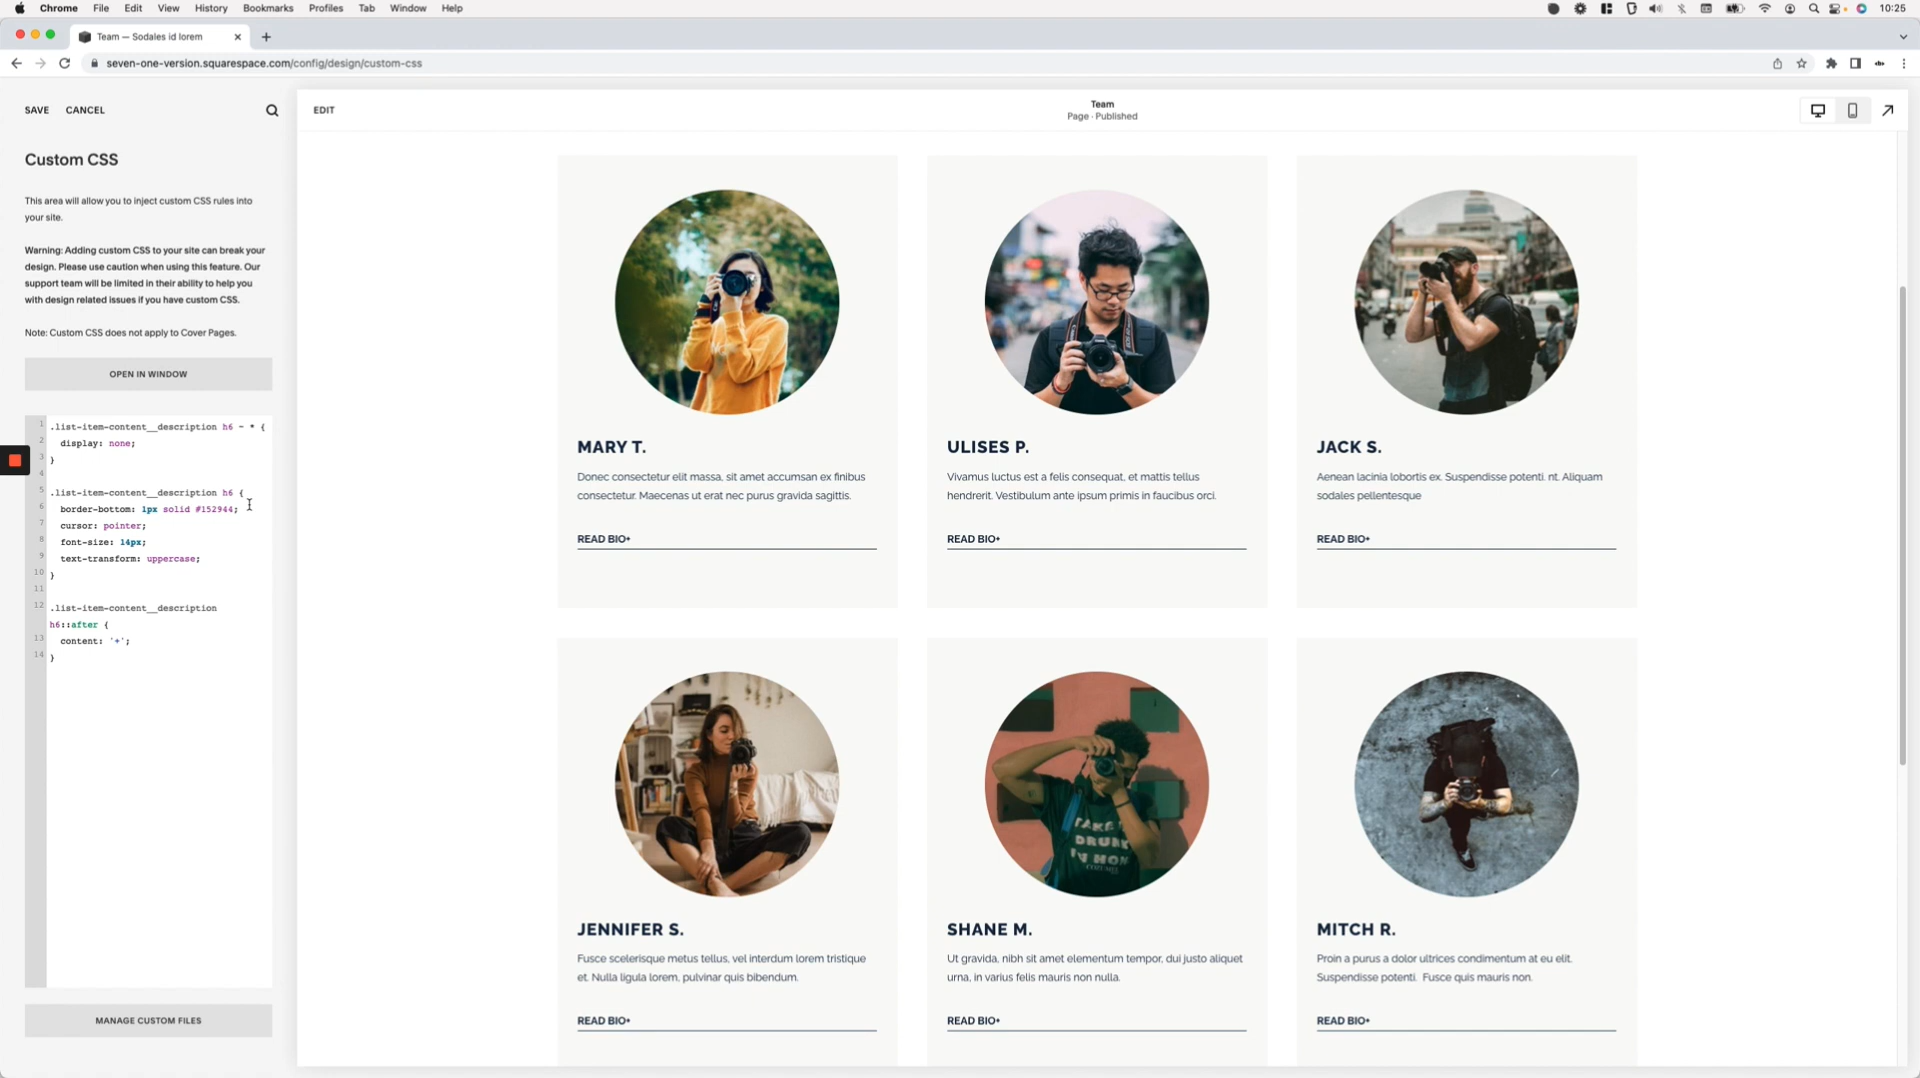 Chrome File Edit View History Bookmarks Profiles Tab Window Help 10:25
Team — Sodales id lorem
seven-one-version.squarespace.com/config/design/custom-css
SAVE CANCEL
Custom CSS
This area will allow you to inject custom CSS rules into
your site.
Warning: Adding custom CSS to your site can break your
design. Please use caution when using this feature. Our
support team will be limited in their ability to help you
with design related issues if you have custom CSS.
Note: Custom CSS does not apply to Cover Pages.
OPEN IN WINDOW
1 .list-item-content__description h6 ~ * {
2 display: none;
3 }
4
5 .list-item-content__description h6 {
6 border-bottom: 1px solid #152944;
7 cursor: pointer;
8 font-size: 14px;
9 text-transform: uppercase;
10 }
11
12 .list-item-content__description
h6::after {
13 content: '+';
14 }
MANAGE CUSTOM FILES
EDIT
Team
Page · Published
MARY T.
Donec consectetur elit massa, sit amet accumsan ex finibus
consectetur. Maecenas ut erat nec purus gravida sagittis.
READ BIO+
ULISES P.
Vivamus luctus est a felis consequat, et mattis tellus
hendrerit. Vestibulum ante ipsum primis in faucibus orci.
READ BIO+
JACK S.
Aenean lacinia lobortis ex. Suspendisse potenti. nt. Aliquam
sodales pellentesque
READ BIO+
JENNIFER S.
Fusce scelerisque metus tellus, vel interdum lorem tristique
et. Nulla ligula lorem, pulvinar quis bibendum.
READ BIO+
TAKE
DRUNK
SHANE M.
Ut gravida, nibh sit amet elementum tempor, dui justo aliquet
urna, in varius felis mauris non nulla.
READ BIO+
MITCH R.
Proin a purus a dolor ultrices condimentum at eu elit.
Suspendisse potenti. Fusce quis mauris non.
READ BIO+